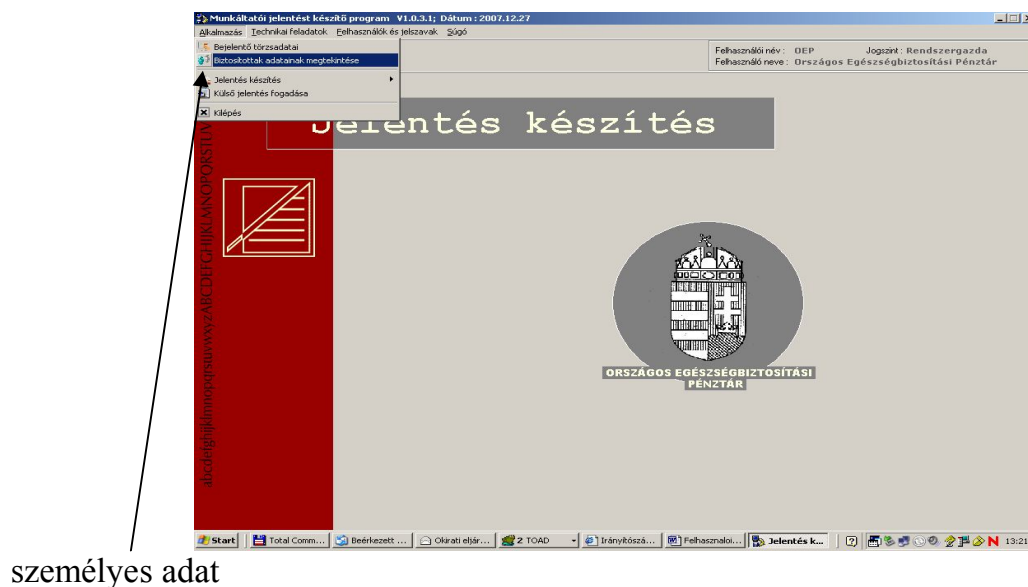 Munkáltatói jelentést készítő program V1.0.3.1; Dátum : 2007.12.27
Alkalmazás Technikai feladatok Felhasználók és jelszavak Súgó
Bejelentő törzsadatai
Biztosítottak adatainak megtekintése
Jelentés készítés
Külső jelentés fogadása
Kilépés
Felhasználói név : OEP Jogszint : Rendszergazda
Felhasználó neve : Országos Egészségbiztosítási Pénztár
Jelentés készítés
abcdefghijklmnopqrstuvwxyzABCDEFGHIJKLMNOPQRSTUV
ORSZÁGOS EGÉSZSÉGBIZTOSÍTÁSI
PÉNZTÁR
Start Total Comm... Beérkezett ... Okirati eljár... 2 TOAD Irányítószá... Felhasznaloi... Jelentés k... 13:21
személyes adat